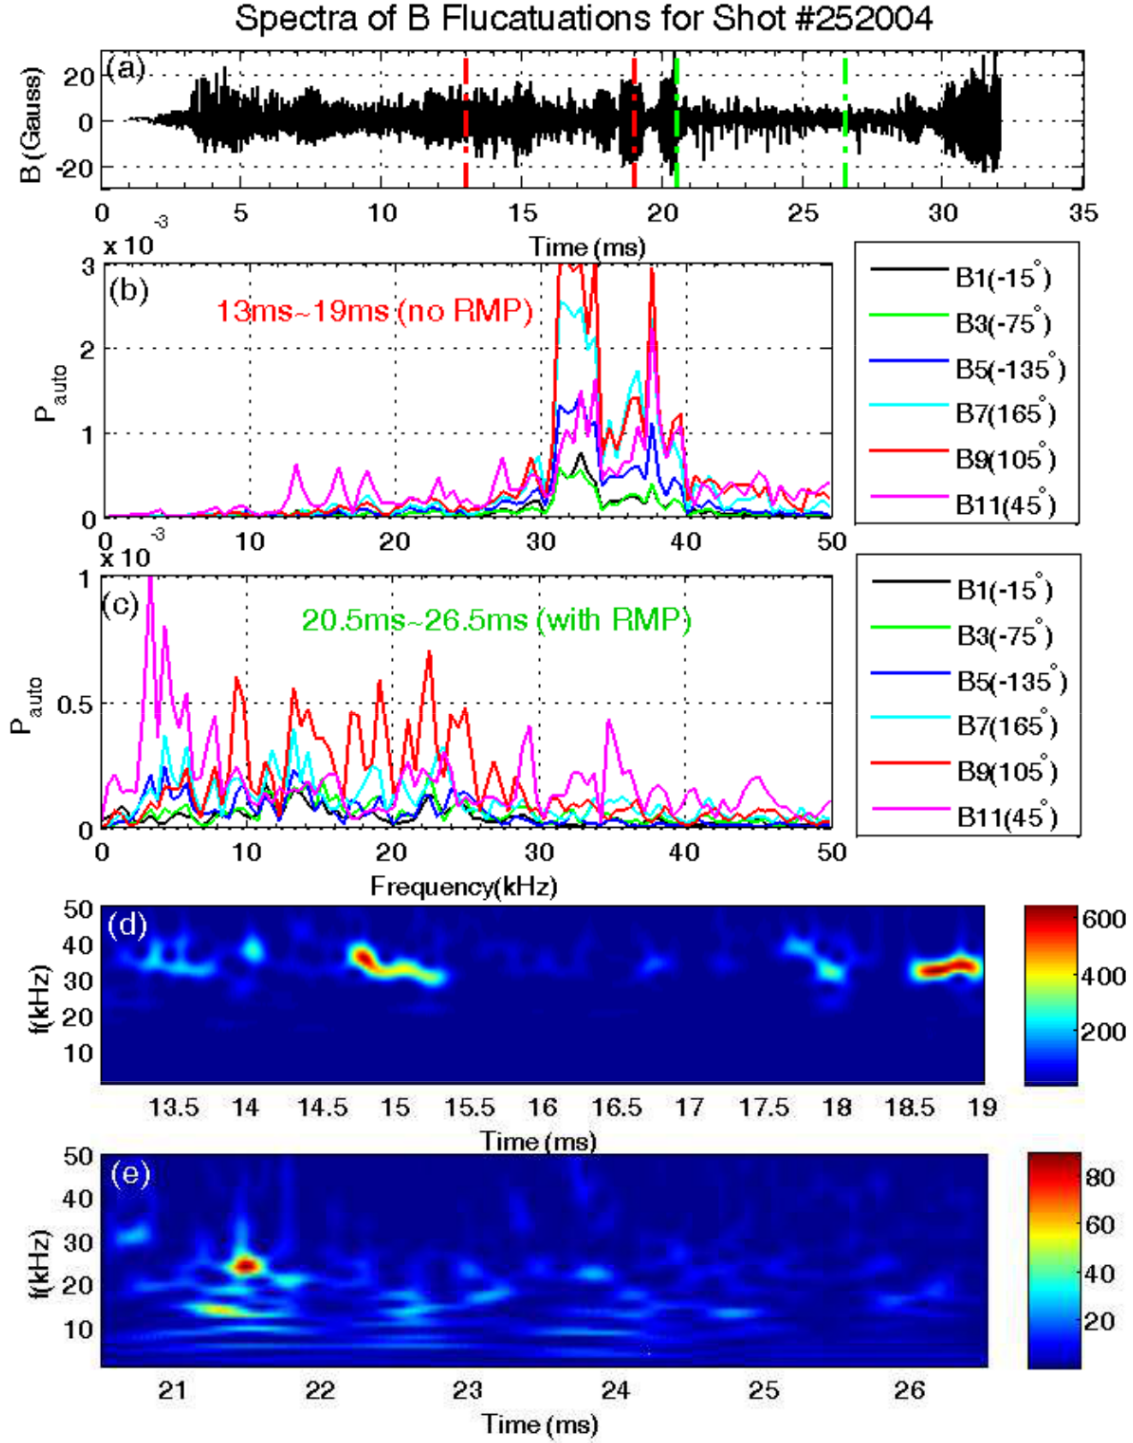 Spectra of B Flucatuations for Shot #252004
(a)
B (Gauss)
20
0
-20
0 5 10 15 20 25 30 35
Time (ms)
x 10 -3
(b)
13ms~19ms (no RMP)
P auto
3
2
1
0
0 10 20 30 40 50
B1(-15°)
B3(-75°)
B5(-135°)
B7(165°)
B9(105°)
B11(45°)
x 10 -3
(c)
20.5ms~26.5ms (with RMP)
P auto
1
0.5
0
0 10 20 30 40 50
Frequency(kHz)
B1(-15°)
B3(-75°)
B5(-135°)
B7(165°)
B9(105°)
B11(45°)
(d)
f(kHz)
50
40
30
20
10
13.5 14 14.5 15 15.5 16 16.5 17 17.5 18 18.5 19
Time (ms)
600
400
200
(e)
f(kHz)
50
40
30
20
10
21 22 23 24 25 26
Time (ms)
80
60
40
20